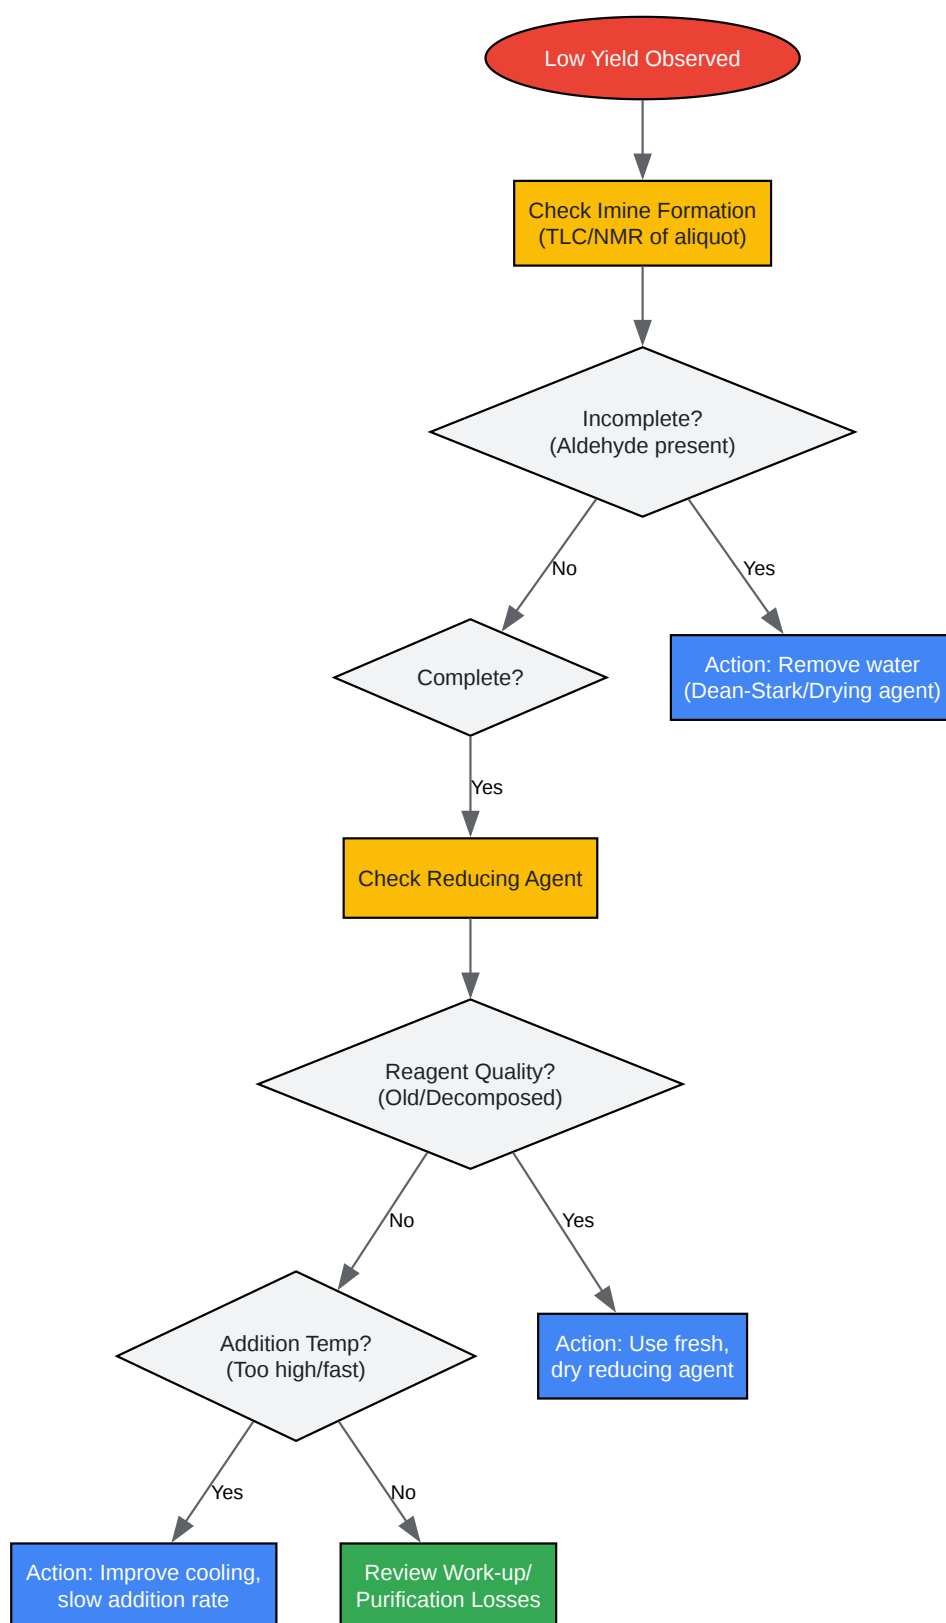 Low Yield Observed
Check Imine Formation
(TLC/NMR of aliquot)
Incomplete?
(Aldehyde present)
No
Yes
Complete?
Action: Remove water
(Dean-Stark/Drying agent)
Yes
Check Reducing Agent
Reagent Quality?
(Old/Decomposed)
No
Yes
Addition Temp?
(Too high/fast)
Action: Use fresh,
dry reducing agent
Yes
No
Action: Improve cooling,
slow addition rate
Review Work-up/
Purification Losses